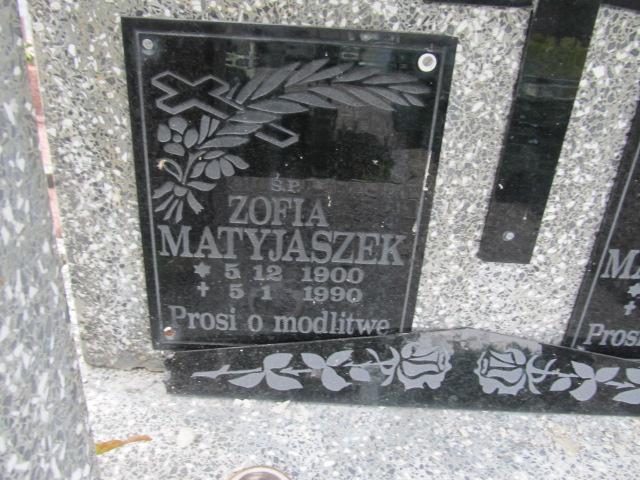 Ś.P.
ZOFIA
MATYJASZEK
* 5 12 1900
† 5 1 1990
Prosi o modlitwę